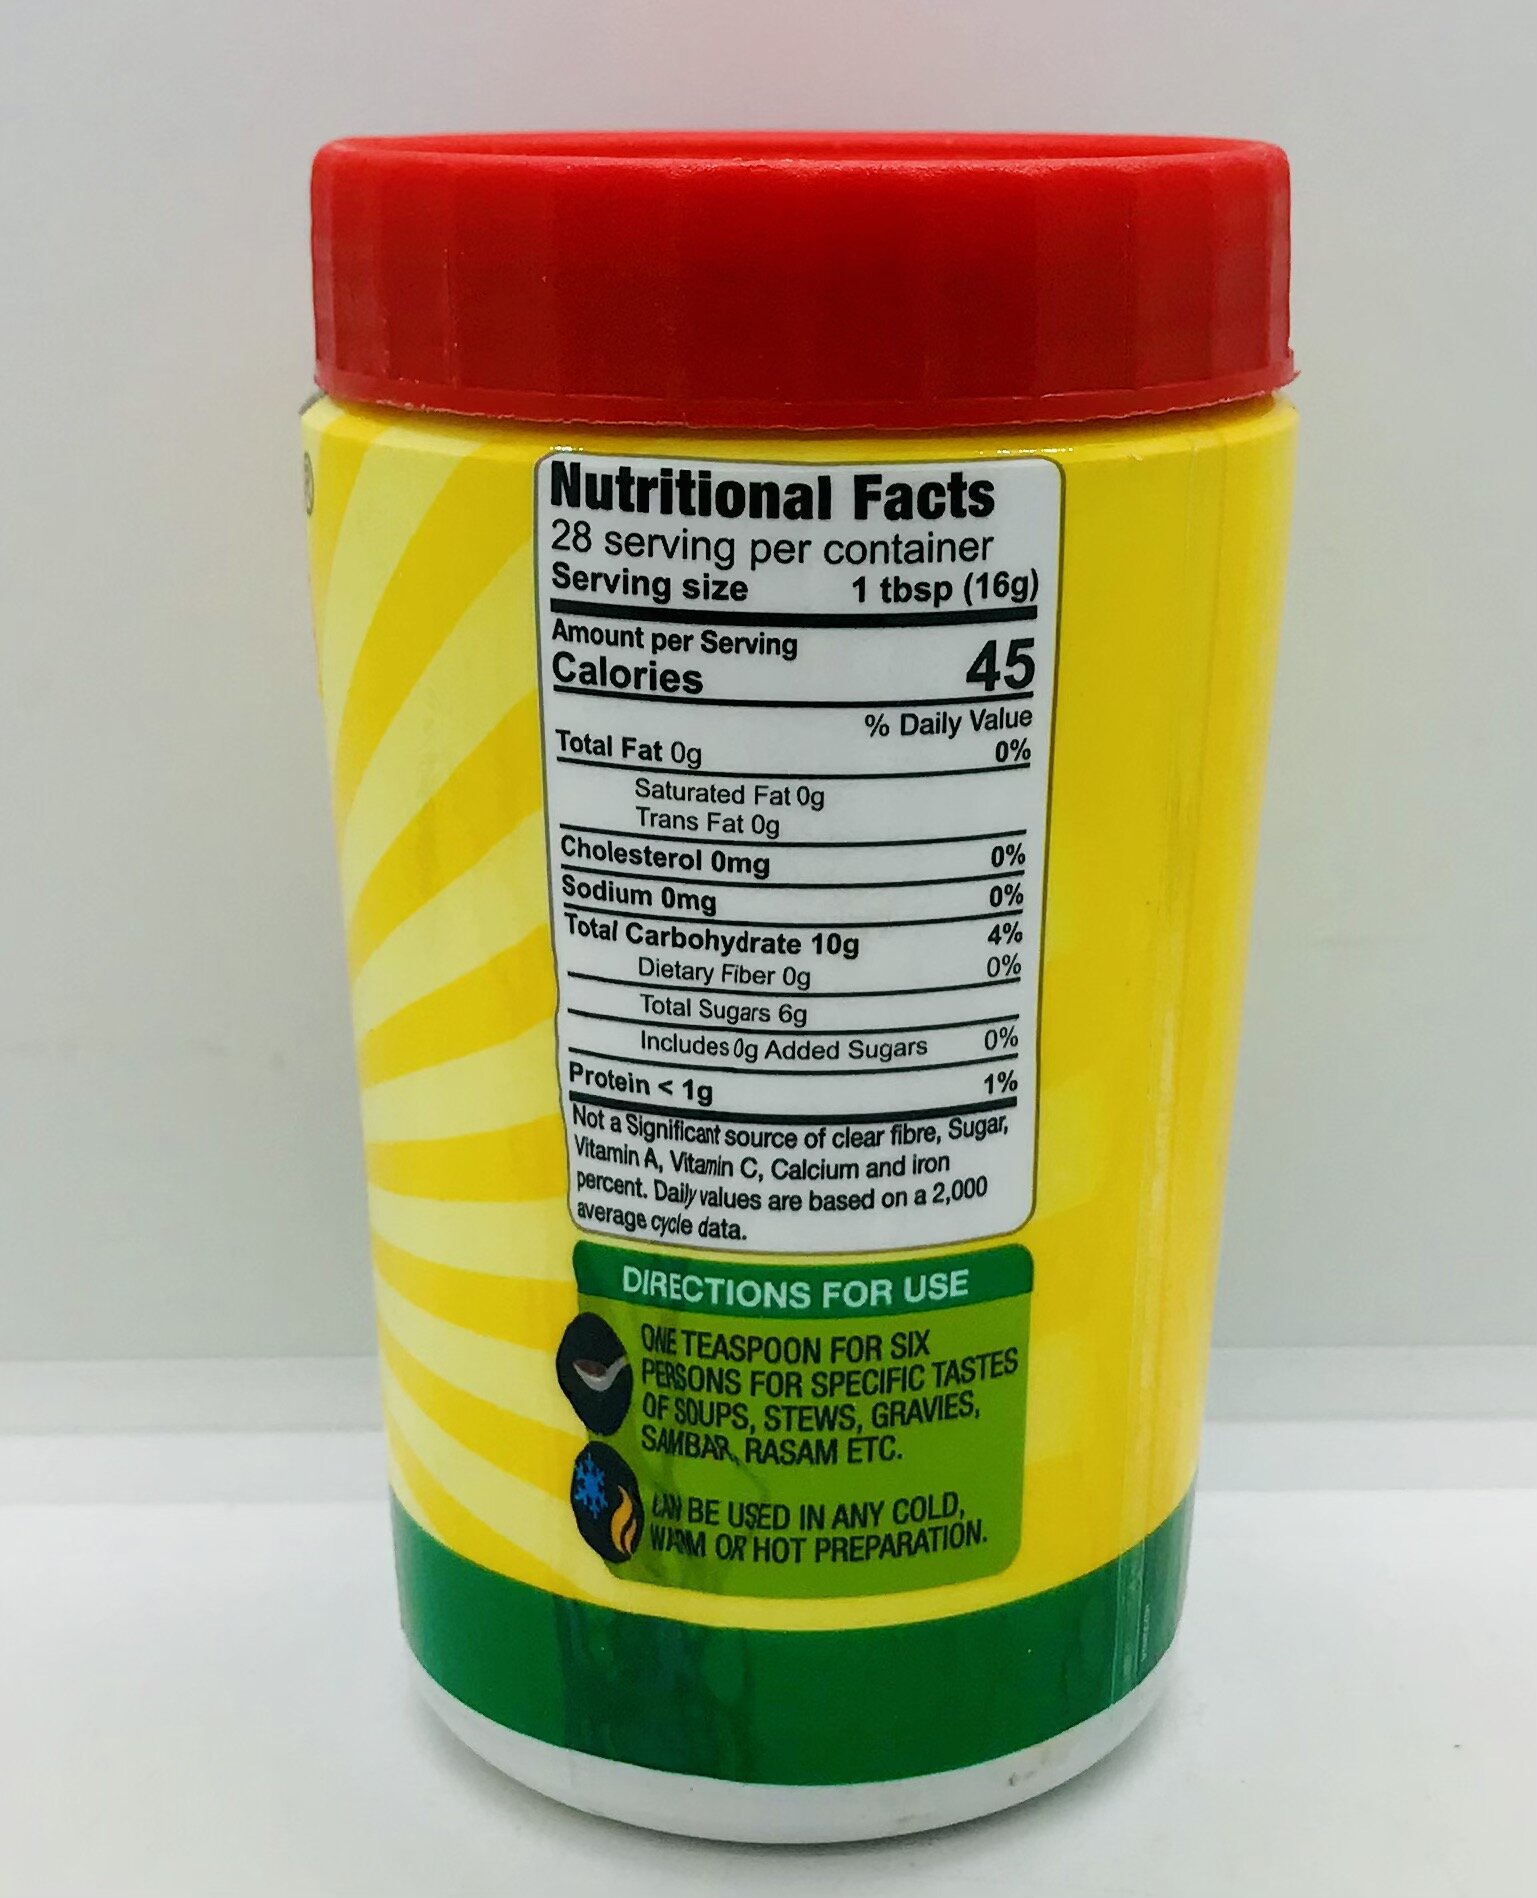 ®
Nutritional Facts
28 serving per container
Serving size 1 tbsp (16g)
Amount per Serving
Calories 45
% Daily Value
Total Fat 0g 0%
Saturated Fat 0g
Trans Fat 0g
Cholesterol 0mg 0%
Sodium 0mg 0%
Total Carbohydrate 10g 4%
Dietary Fiber 0g 0%
Total Sugars 6g
Includes 0g Added Sugars 0%
Protein < 1g 1%
Not a Significant source of clear fibre, Sugar,
Vitamin A, Vitamin C, Calcium and iron
percent. Daily values are based on a 2,000
average cycle data.
DIRECTIONS FOR USE
ONE TEASPOON FOR SIX
PERSONS FOR SPECIFIC TASTES
OF SOUPS, STEWS, GRAVIES,
SAMBAR, RASAM ETC.
CAN BE USED IN ANY COLD,
WARM OR HOT PREPARATION.